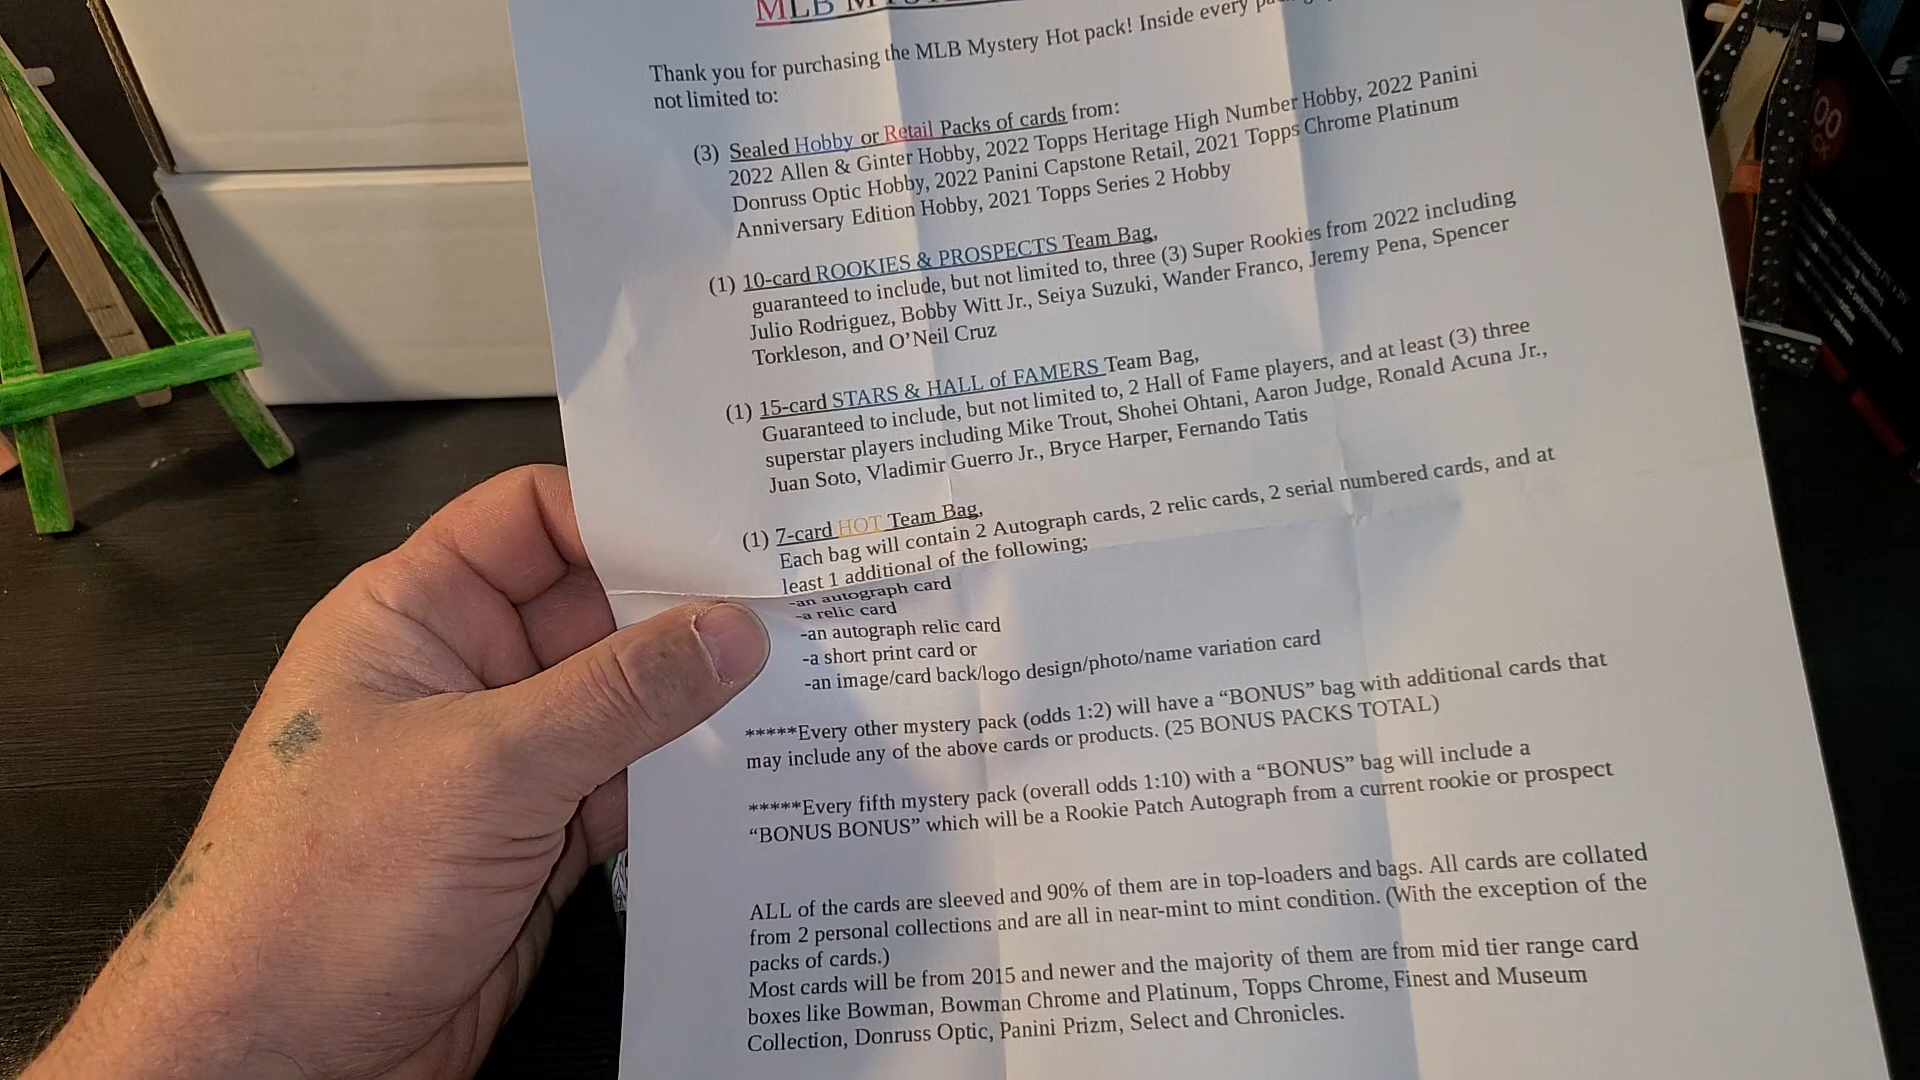 MLB
Thank you for purchasing the MLB Mystery Hot pack! Inside every
not limited to:
(3) Sealed Hobby or Retail Packs of cards from:
2022 Allen & Ginter Hobby, 2022 Topps Heritage High Number Hobby, 2022 Panini
Donruss Optic Hobby, 2022 Panini Capstone Retail, 2021 Topps Chrome Platinum
Anniversary Edition Hobby, 2021 Topps Series 2 Hobby
(1) 10-card ROOKIES & PROSPECTS Team Bag,
guaranteed to include, but not limited to, three (3) Super Rookies from 2022 including
Julio Rodriguez, Bobby Witt Jr., Seiya Suzuki, Wander Franco, Jeremy Pena, Spencer
Torkleson, and O'Neil Cruz
(1) 15-card STARS & HALL of FAMERS Team Bag,
Guaranteed to include, but not limited to, 2 Hall of Fame players, and at least (3) three
superstar players including Mike Trout, Shohei Ohtani, Aaron Judge, Ronald Acuna Jr.,
Juan Soto, Vladimir Guerro Jr., Bryce Harper, Fernando Tatis
(1) 7-card HOT Team Bag,
Each bag will contain 2 Autograph cards, 2 relic cards, 2 serial numbered cards, and at
least 1 additional of the following;
-an autograph card
-a relic card
-an autograph relic card
-a short print card or
-an image/card back/logo design/photo/name variation card
*****Every other mystery pack (odds 1:2) will have a “BONUS” bag with additional cards that
may include any of the above cards or products. (25 BONUS PACKS TOTAL)
*****Every fifth mystery pack (overall odds 1:10) with a “BONUS” bag will include a
“BONUS BONUS” which will be a Rookie Patch Autograph from a current rookie or prospect
ALL of the cards are sleeved and 90% of them are in top-loaders and bags. All cards are collated
from 2 personal collections and are all in near-mint to mint condition. (With the exception of the
packs of cards.)
Most cards will be from 2015 and newer and the majority of them are from mid tier range card
boxes like Bowman, Bowman Chrome and Platinum, Topps Chrome, Finest and Museum
Collection, Donruss Optic, Panini Prizm, Select and Chronicles.